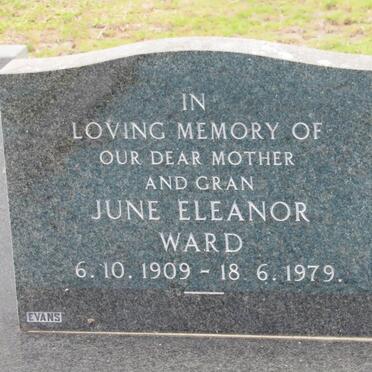 IN
LOVING MEMORY OF
OUR DEAR MOTHER
AND GRAN
JUNE ELEANOR
WARD
6.10.1909 - 18 6.1979.
EVANS